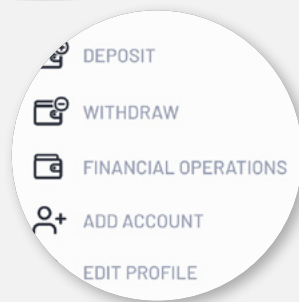 DEPOSIT
WITHDRAW
FINANCIAL OPERATIONS
ADD ACCOUNT
EDIT PROFILE